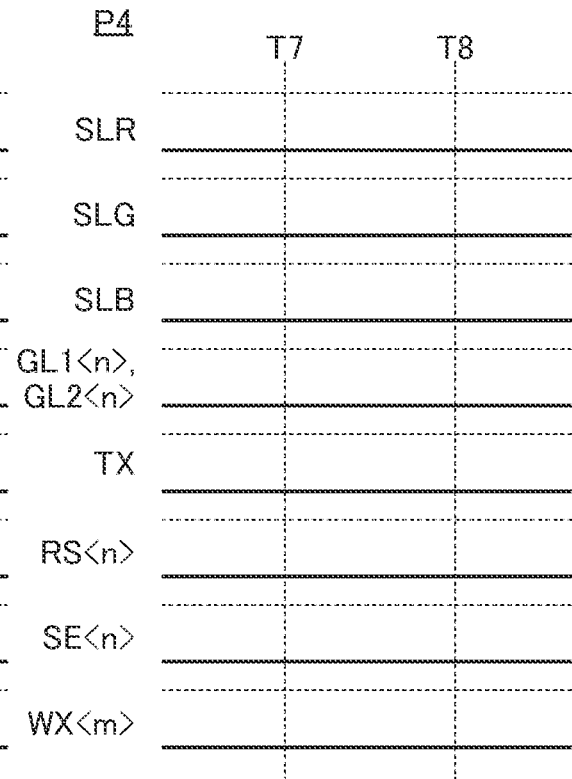 P4
T7 T8
SLR
SLG
SLB
GL1<n>,
GL2<n>
TX
RS<n>
SE<n>
WX<m>